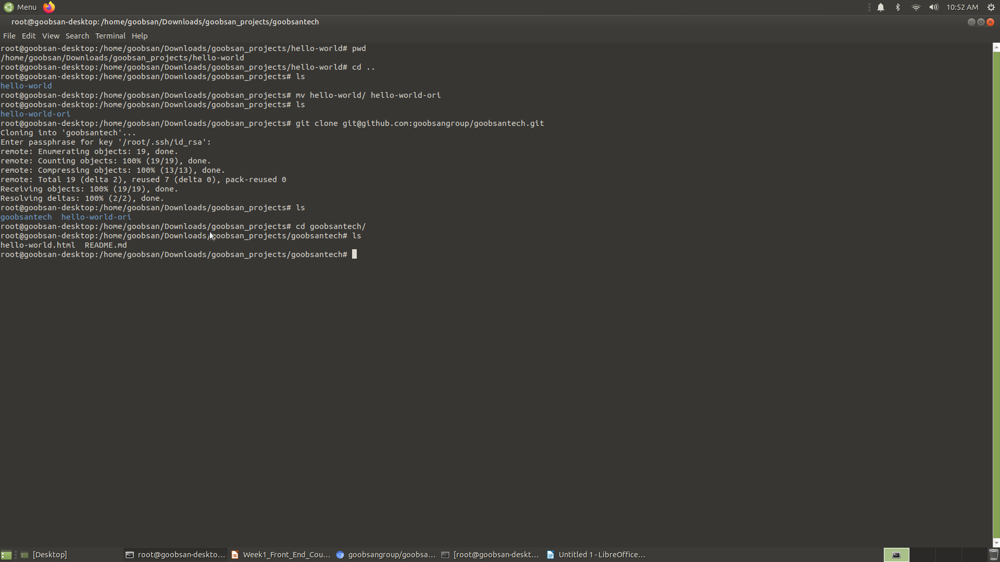 Menu
10:52 AM
root@goobsan-desktop:/home/goobsan/Downloads/goobsan_projects/goobsantech
File Edit View Search Terminal Help
root@goobsan-desktop:/home/goobsan/Downloads/goobsan_projects/hello-world# pwd
/home/goobsan/Downloads/goobsan_projects/hello-world
root@goobsan-desktop:/home/goobsan/Downloads/goobsan_projects/hello-world# cd ..
root@goobsan-desktop:/home/goobsan/Downloads/goobsan_projects# ls
hello-world
root@goobsan-desktop:/home/goobsan/Downloads/goobsan_projects# mv hello-world/ hello-world-ori
root@goobsan-desktop:/home/goobsan/Downloads/goobsan_projects# ls
hello-world-ori
root@goobsan-desktop:/home/goobsan/Downloads/goobsan_projects# git clone git@github.com:goobsangroup/goobsantech.git
Cloning into 'goobsantech'...
Enter passphrase for key '/root/.ssh/id_rsa':
remote: Enumerating objects: 19, done.
remote: Counting objects: 100% (19/19), done.
remote: Compressing objects: 100% (13/13), done.
remote: Total 19 (delta 2), reused 7 (delta 0), pack-reused 0
Receiving objects: 100% (19/19), done.
Resolving deltas: 100% (2/2), done.
root@goobsan-desktop:/home/goobsan/Downloads/goobsan_projects# ls
goobsantech  hello-world-ori
root@goobsan-desktop:/home/goobsan/Downloads/goobsan_projects# cd goobsantech/
root@goobsan-desktop:/home/goobsan/Downloads/goobsan_projects/goobsantech# ls
hello-world.html  README.md
root@goobsan-desktop:/home/goobsan/Downloads/goobsan_projects/goobsantech#
[Desktop]
root@goobsan-deskto...
Week1_Front_End_Cou...
goobsangroup/goobsa...
[root@goobsan-deskt...
Untitled 1 - LibreOffice...